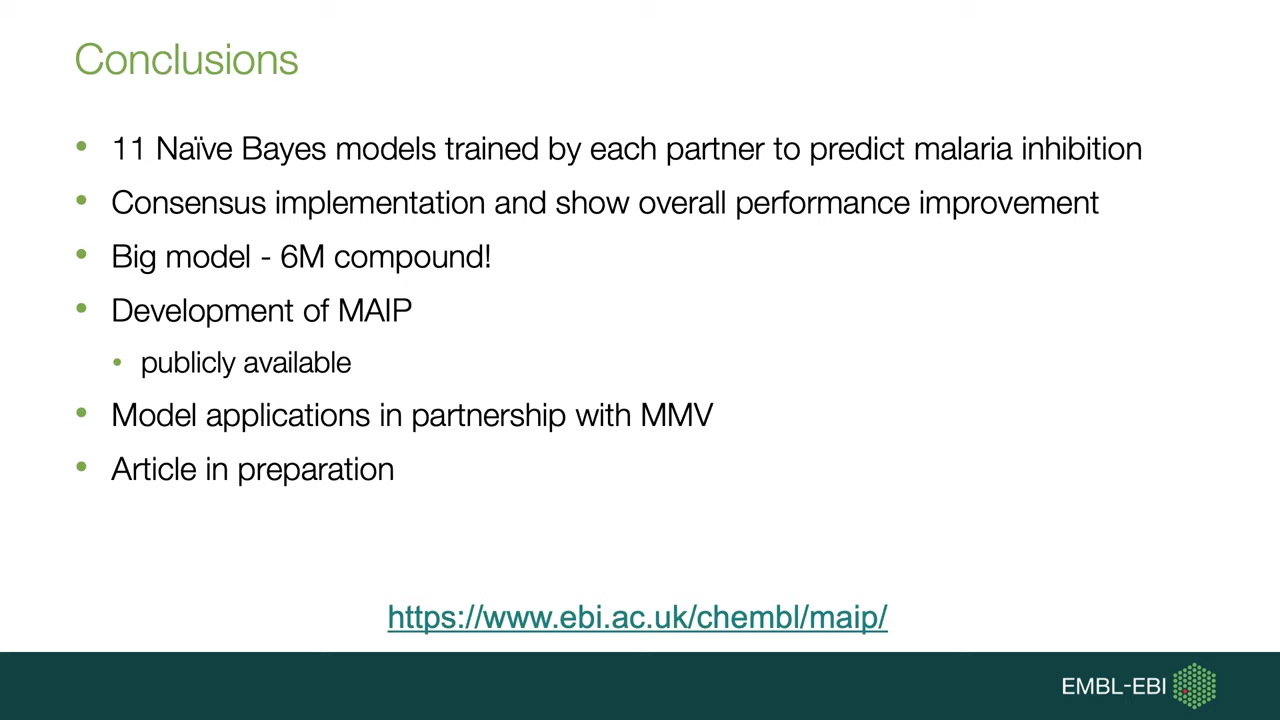 Conclusions
• 11 Naïve Bayes models trained by each partner to predict malaria inhibition
• Consensus implementation and show overall performance improvement
• Big model - 6M compound!
• Development of MAIP
• publicly available
• Model applications in partnership with MMV
• Article in preparation
https://www.ebi.ac.uk/chembl/maip/
EMBL-EBI